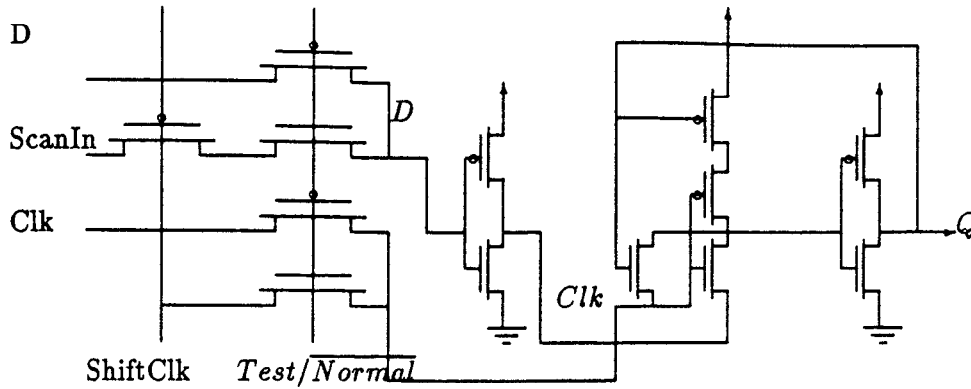 D
D
ScanIn
Clk
Q
Clk
ShiftClk
Test/Normal